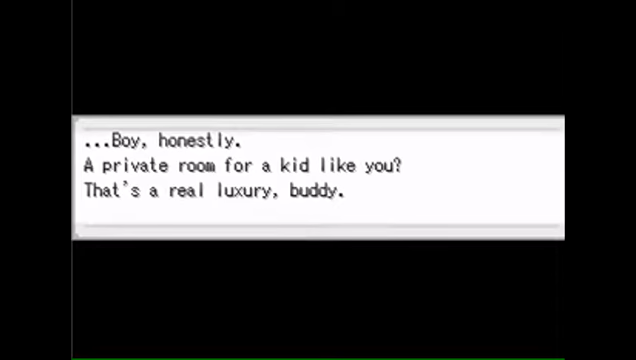 ...Boy, honestly.
A private room for a kid like you?
That's a real luxury, buddy.